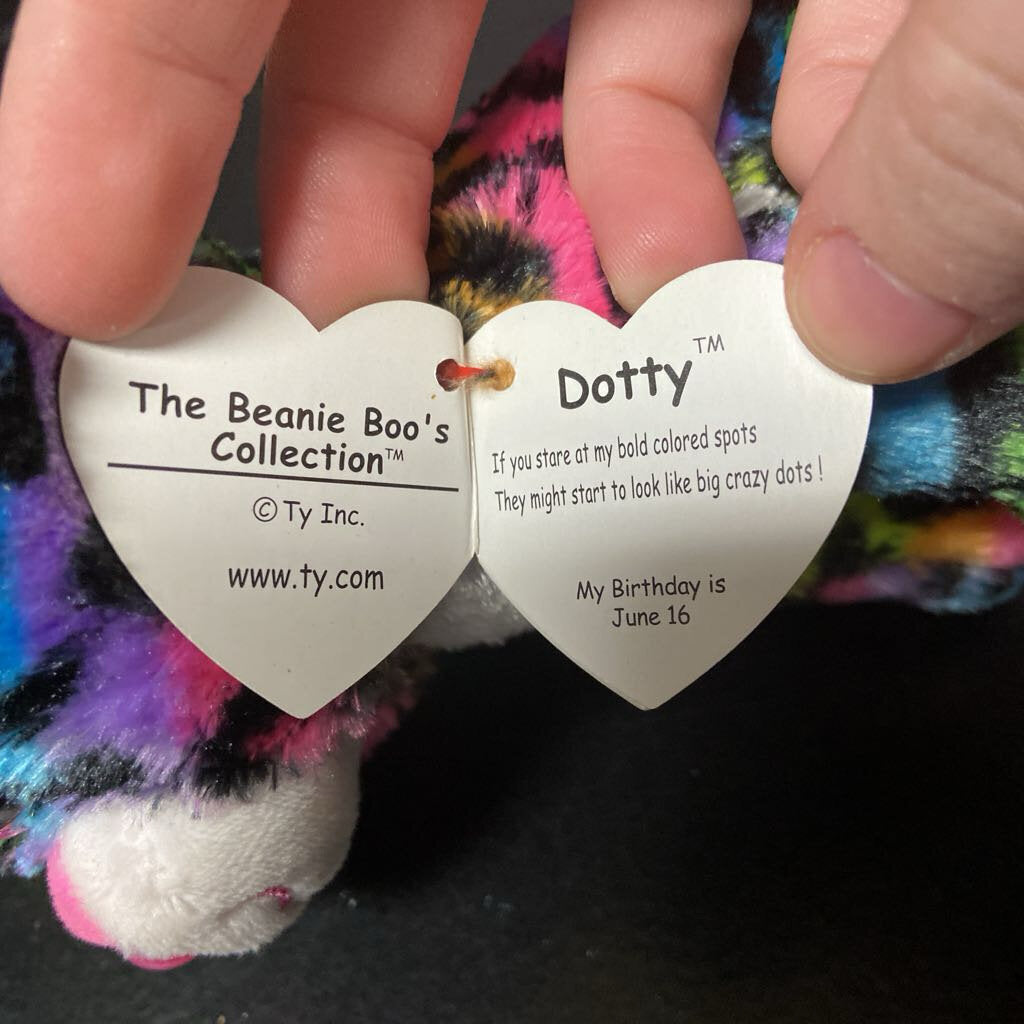 The Beanie Boo's
Collection™
© Ty Inc.
www.ty.com
Dotty™
If you stare at my bold colored spots
They might start to look like big crazy dots !
My Birthday is
June 16